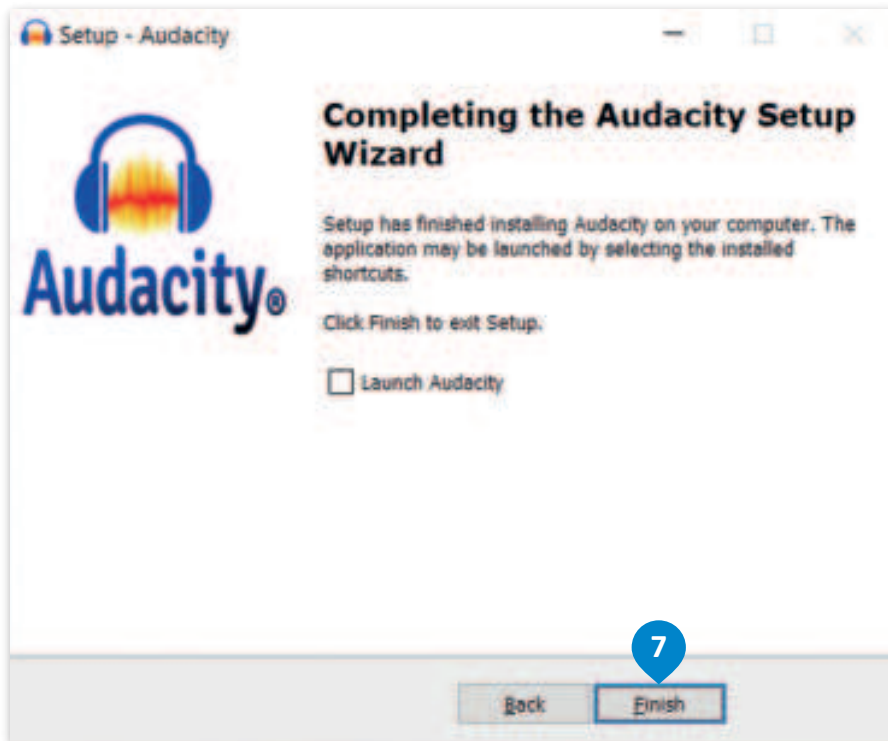 Setup - Audacity
Completing the Audacity Setup
Wizard
Setup has finished installing Audacity on your computer. The
application may be launched by selecting the installed
shortcuts.
Click Finish to exit Setup.
Launch Audacity
Audacity®
7
Back
Finish